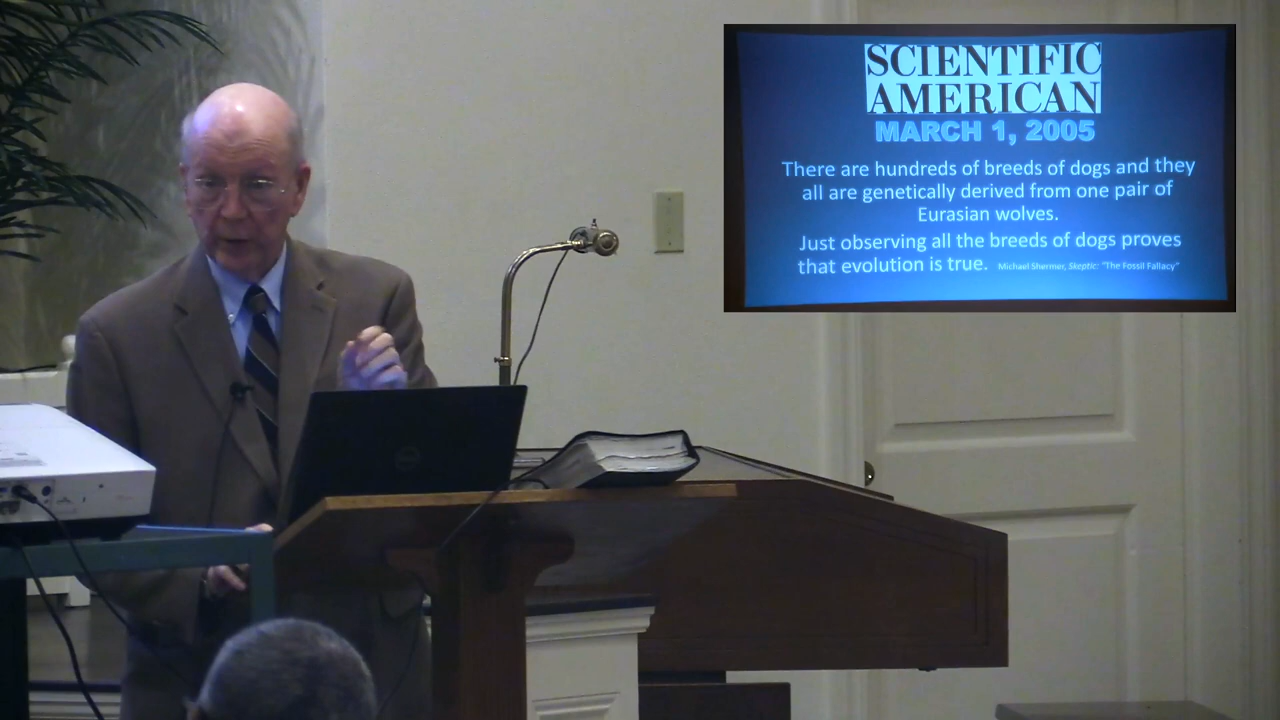 SCIENTIFIC
AMERICAN
MARCH 1, 2005
There are hundreds of breeds of dogs and they
all are genetically derived from one pair of
Eurasian wolves.
Just observing all the breeds of dogs proves
that evolution is true. Michael Shermer, Skeptic: "The Fossil Fallacy"